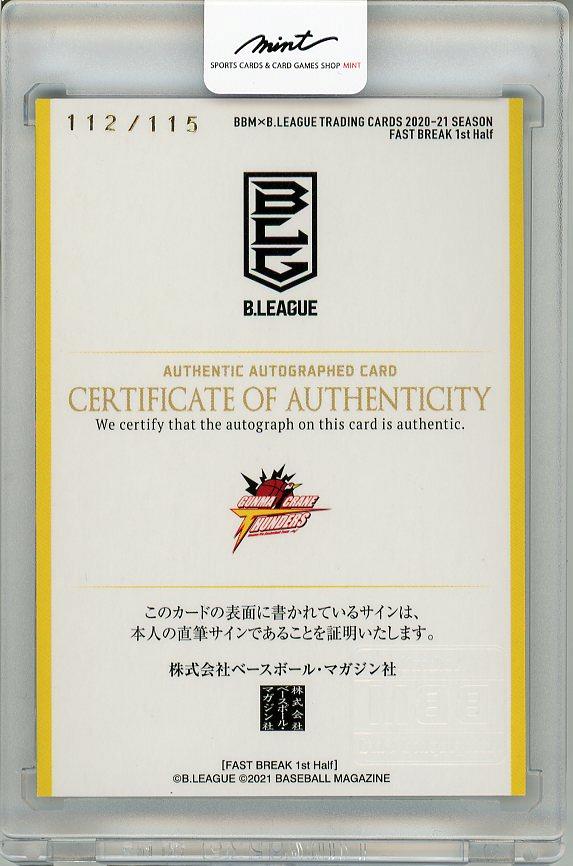 mint
SPORTS CARDS & CARD GAMES SHOP MINT
112/115
BBM×B.LEAGUE TRADING CARDS 2020-21 SEASON
FAST BREAK 1st Half
B.LEAGUE
AUTHENTIC AUTOGRAPHED CARD
CERTIFICATE OF AUTHENTICITY
We certify that the autograph on this card is authentic.
GUNMA CRANE
THUNDERS
このカードの表面に書かれているサインは、
本人の直筆サインであることを証明いたします。
株式会社ベースボール・マガジン社
株式会社
ベースボール・
マガジン社
[FAST BREAK 1st Half]
©B.LEAGUE ©2021 BASEBALL MAGAZINE